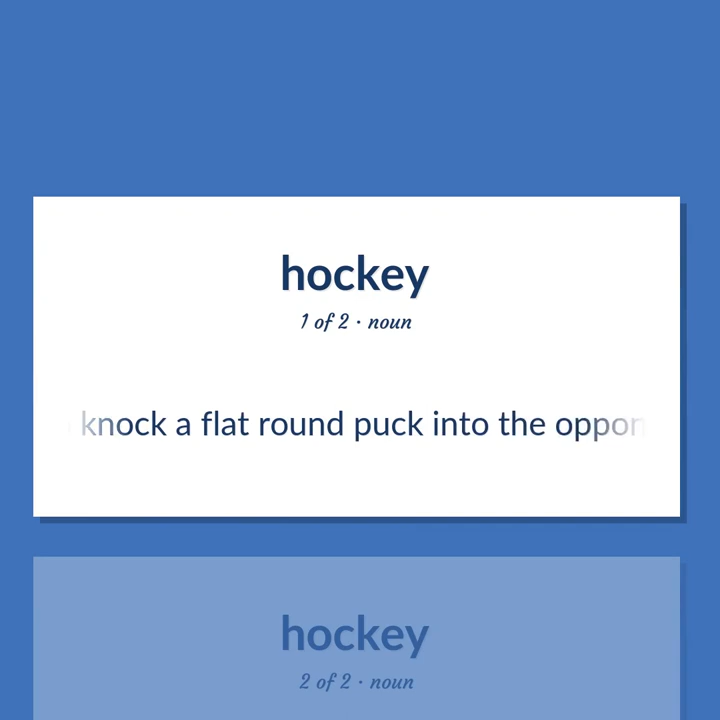 hockey
1 of 2 · noun
knock a flat round puck into the
hockey
2 of 2 · noun